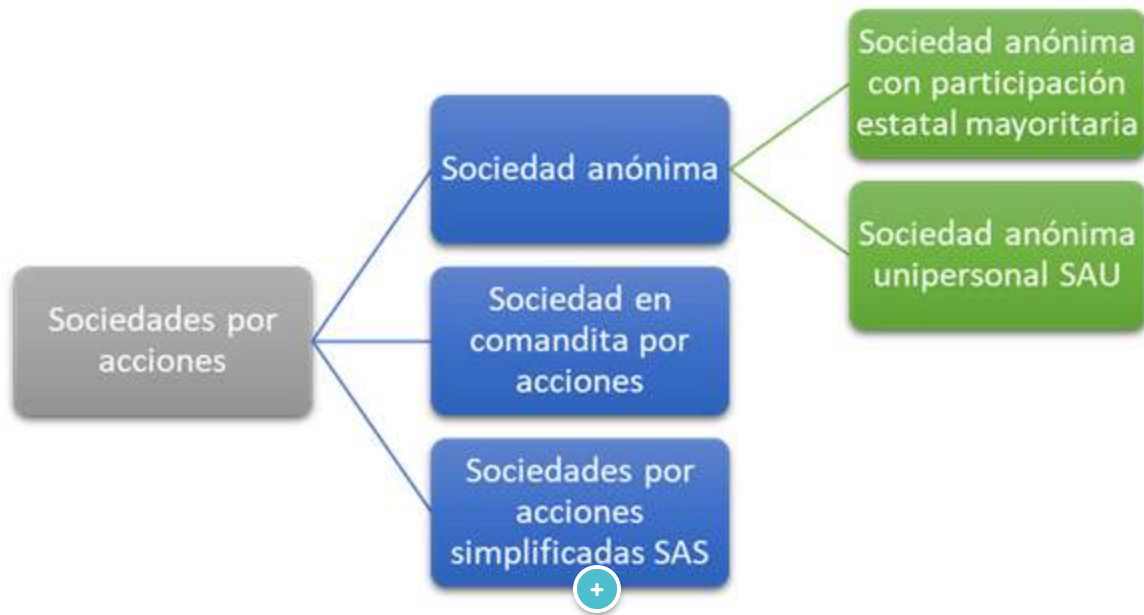 Sociedades por
acciones
Sociedad anónima
Sociedad en
comandita por
acciones
Sociedades por
acciones
simplificadas SAS
Sociedad anónima
con participación
estatal mayoritaria
Sociedad anónima
unipersonal SAU
+